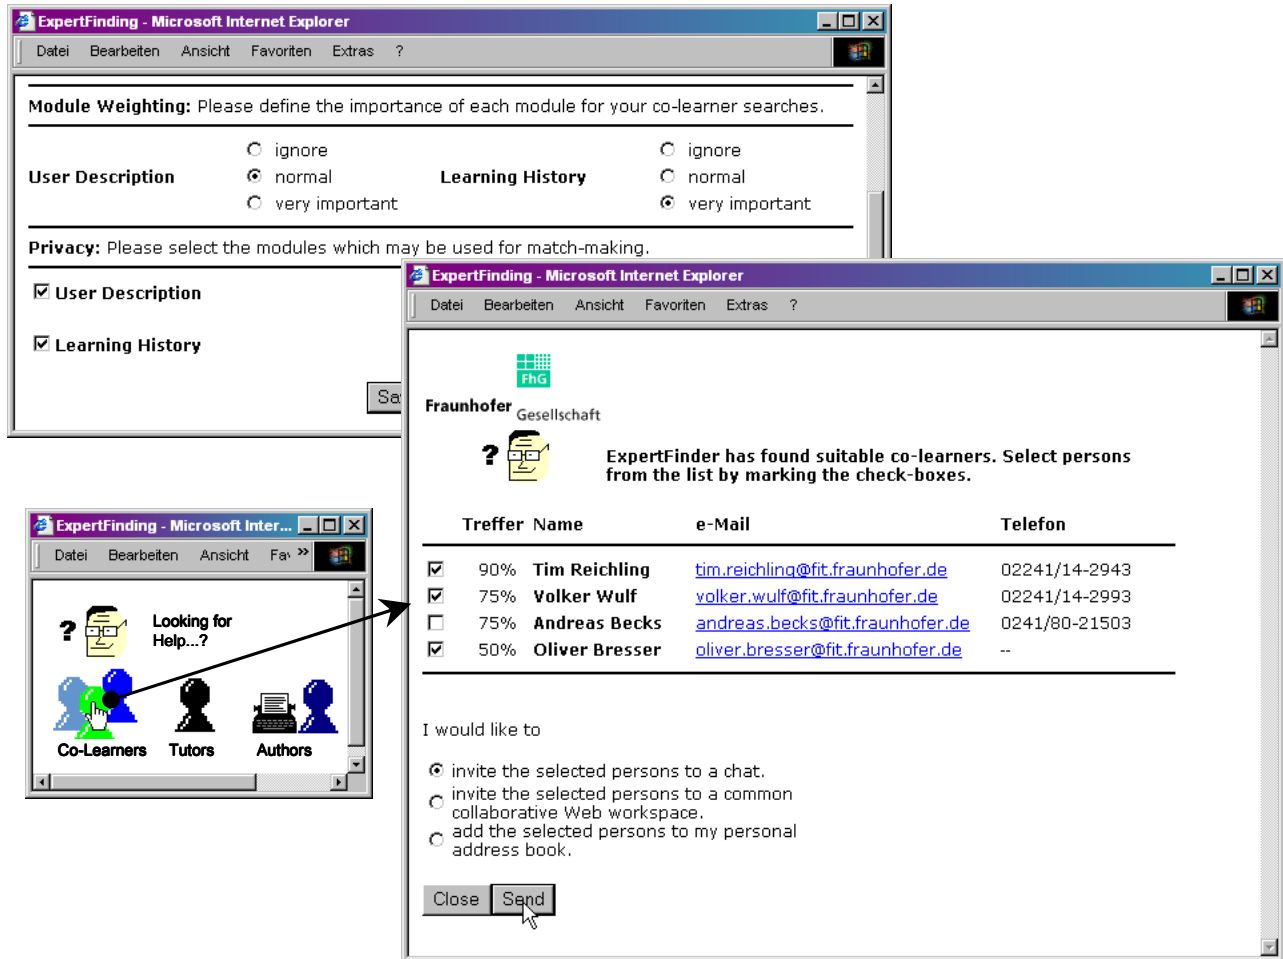 ExpertFinding - Microsoft Internet Explorer
Datei Bearbeiten Ansicht Favoriten Extras ?
Module Weighting: Please define the importance of each module for your co-learner searches.
ignore ignore
User Description normal Learning History normal
very important very important
Privacy: Please select the modules which may be used for match-making.
User Description
Learning History
ExpertFinding - Microsoft Internet Explorer
Datei Bearbeiten Ansicht Favoriten Extras ?
FhG
Fraunhofer Gesellschaft
?
ExpertFinder has found suitable co-learners. Select persons
from the list by marking the check-boxes.
Treffer Name e-Mail Telefon
90% Tim Reichling tim.reichling@fit.fraunhofer.de 02241/14-2943
75% Volker Wulf volker.wulf@fit.fraunhofer.de 02241/14-2993
75% Andreas Becks andreas.becks@fit.fraunhofer.de 0241/80-21503
50% Oliver Bresser oliver.bresser@fit.fraunhofer.de --
I would like to
invite the selected persons to a chat.
invite the selected persons to a common
collaborative Web workspace.
add the selected persons to my personal
address book.
Close Send
ExpertFinding - Microsoft Inter...
Datei Bearbeiten Ansicht »
?
Looking for
Help...?
Co-Learners Tutors Authors